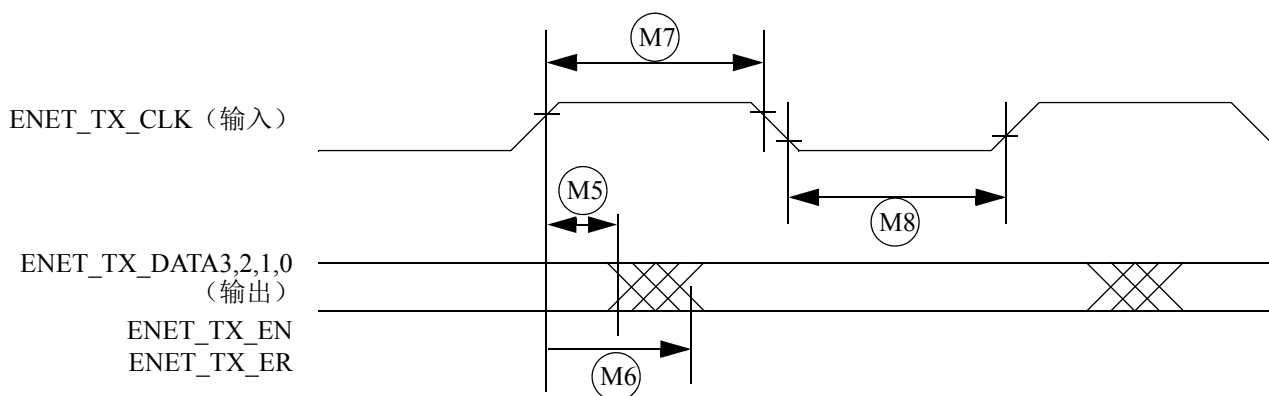 M7
ENET_TX_CLK（输入）
M5
M8
ENET_TX_DATA3,2,1,0
（输出）
ENET_TX_EN
ENET_TX_ER
M6